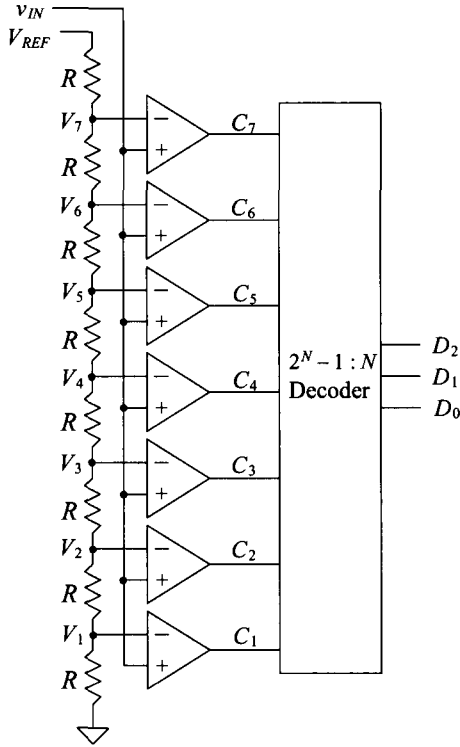 v_IN
V_REF
R
V_7 − + C_7
R
V_6 − + C_6
R
V_5 − + C_5
R
V_4 − + C_4
R
V_3 − + C_3
R
V_2 − + C_2
R
V_1 − + C_1
R
2^N − 1 : N
Decoder
D_2
D_1
D_0